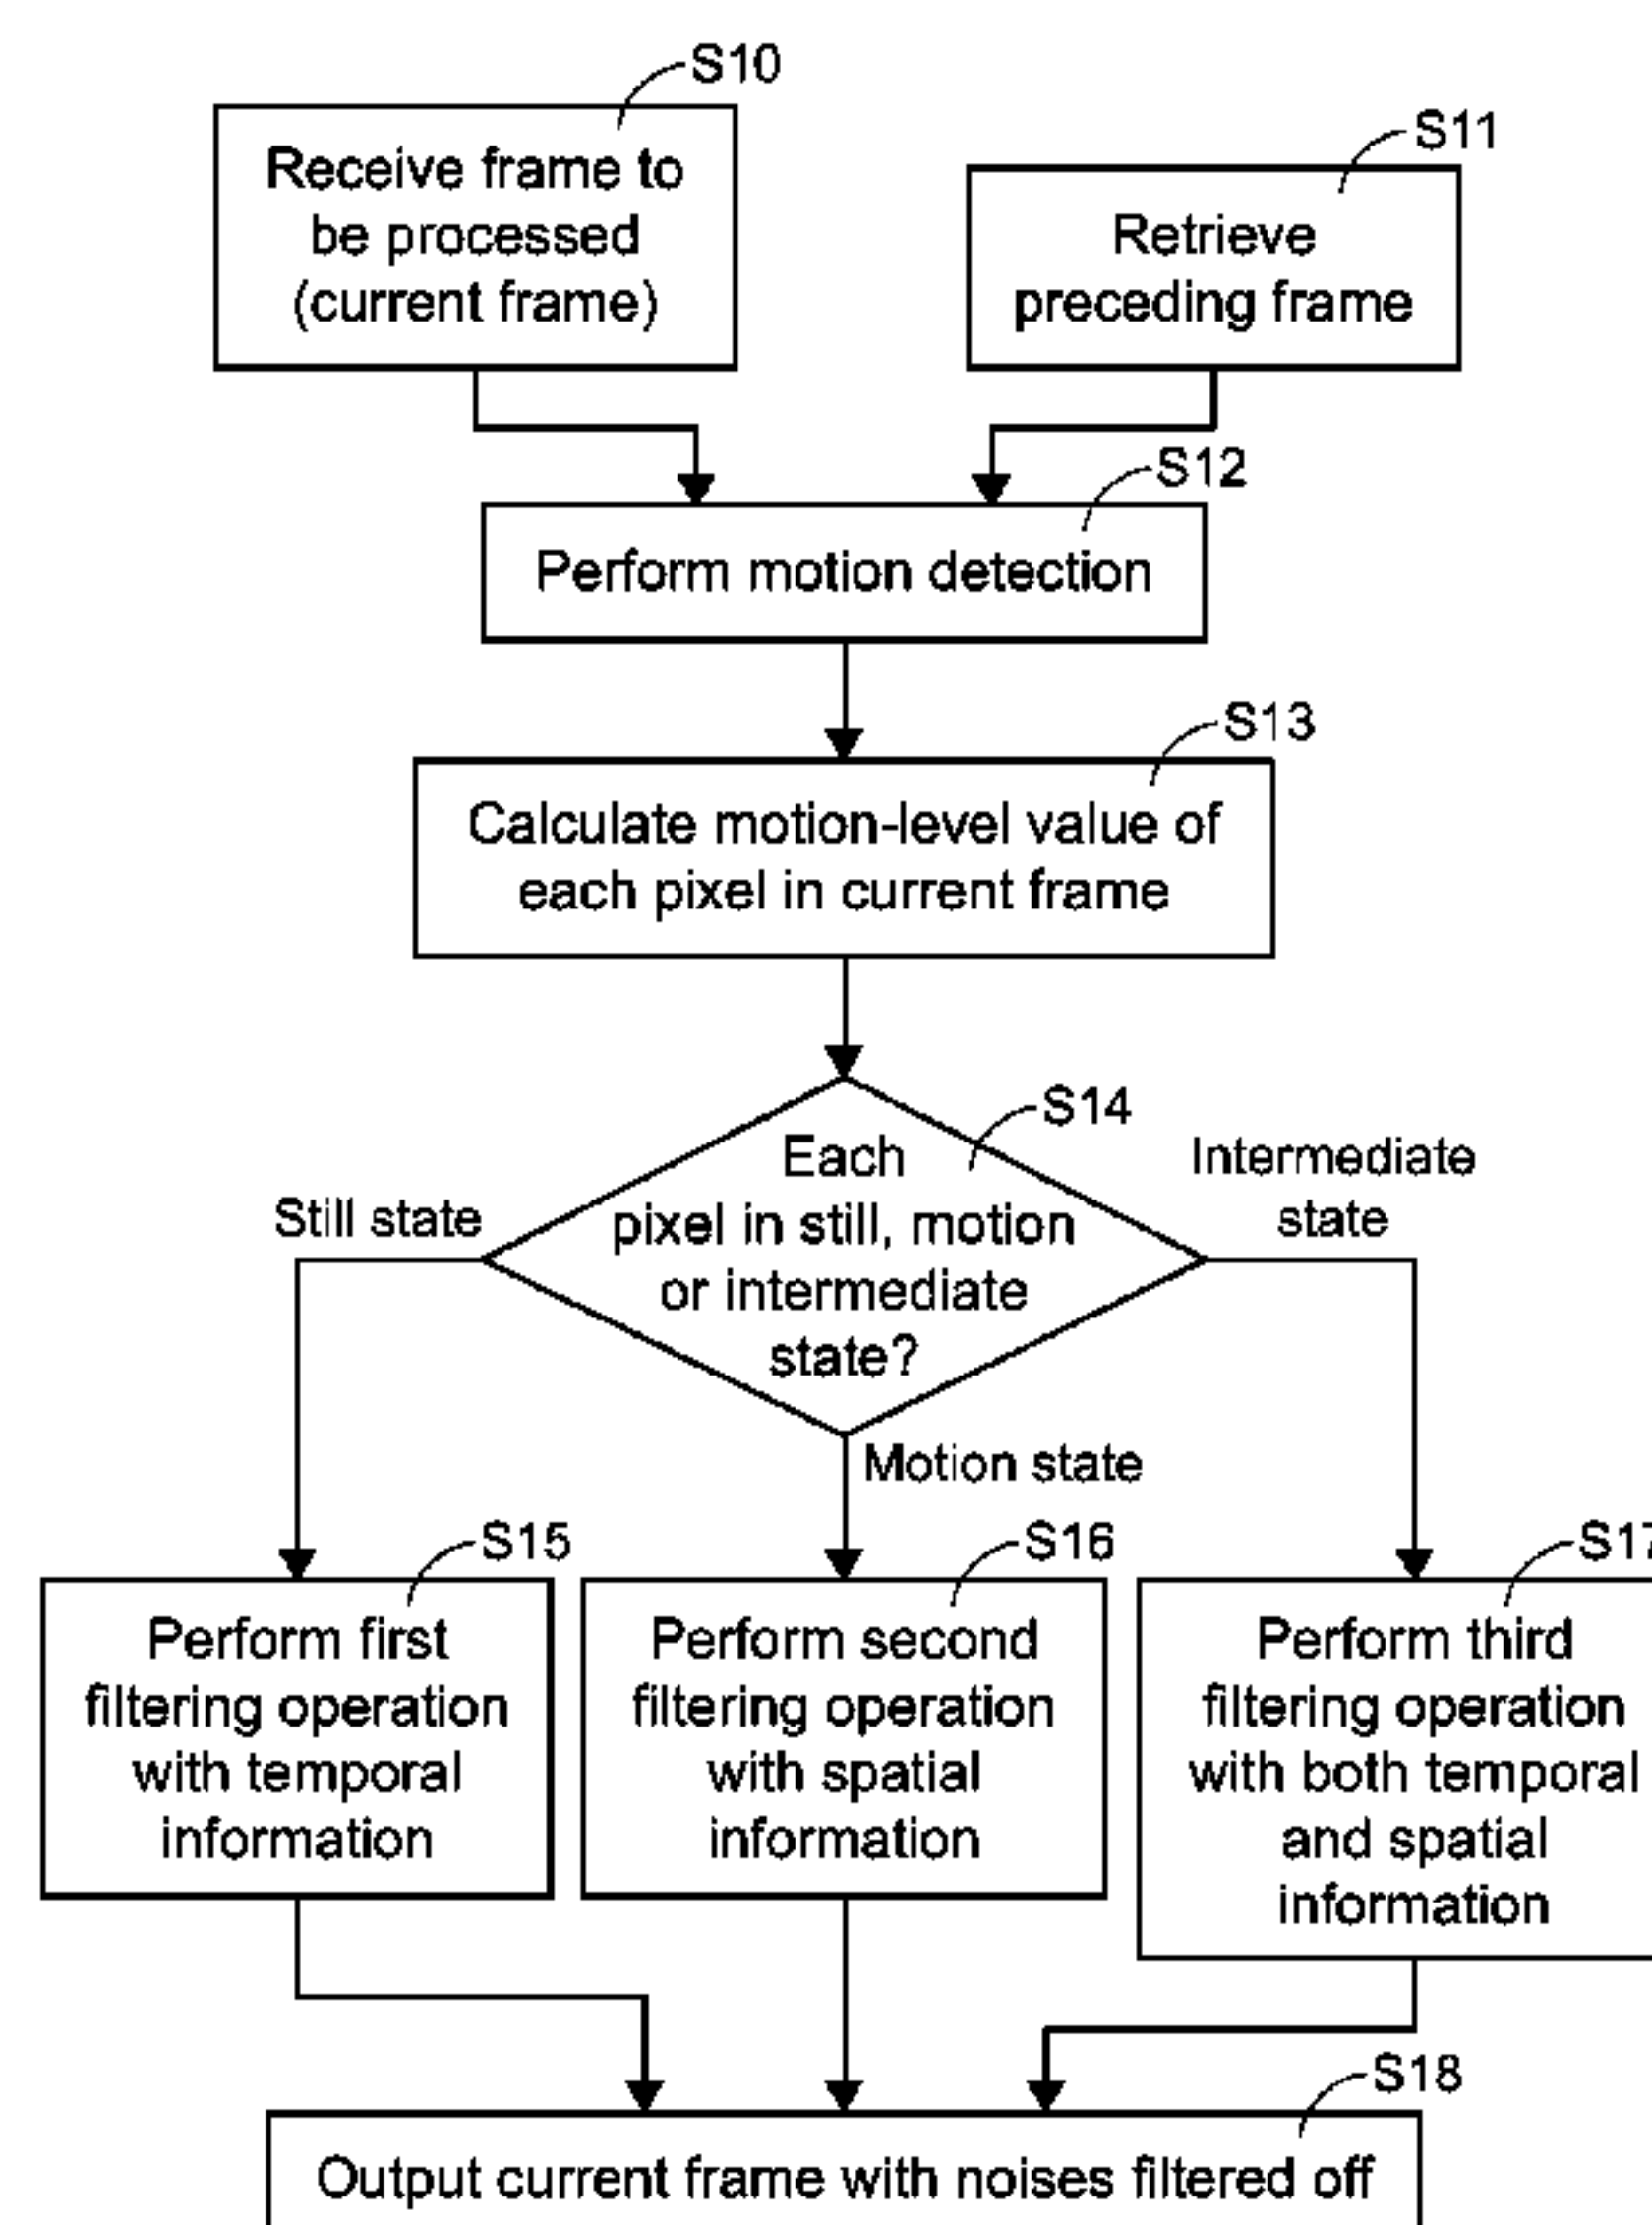 S10
Receive frame to
be processed
(current frame)
S11
Retrieve
preceding frame
S12
Perform motion detection
S13
Calculate motion-level value of
each pixel in current frame
S14
Each
pixel in still, motion
or intermediate
state?
Still state
Intermediate
state
Motion state
S15
Perform first
filtering operation
with temporal
information
S16
Perform second
filtering operation
with spatial
information
S17
Perform third
filtering operation
with both temporal
and spatial
information
S18
Output current frame with noises filtered off